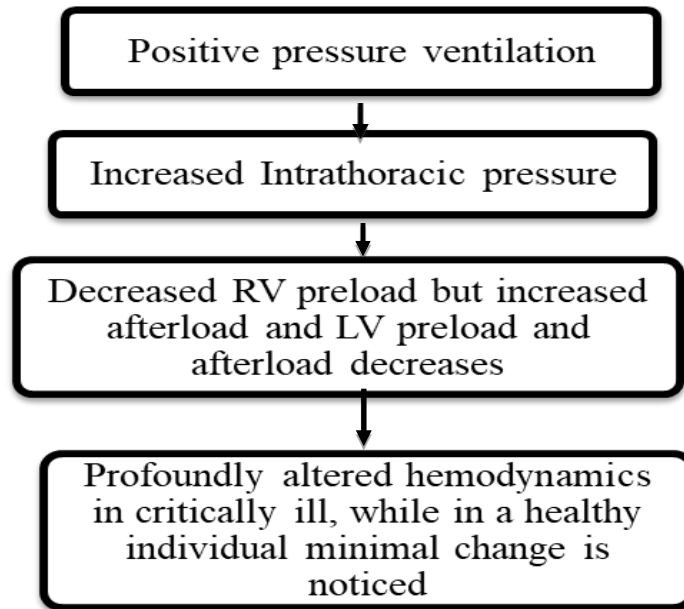 Positive pressure ventilation
Increased Intrathoracic pressure
Decreased RV preload but increased
afterload and LV preload and
afterload decreases
Profoundly altered hemodynamics
in critically ill, while in a healthy
individual minimal change is
noticed